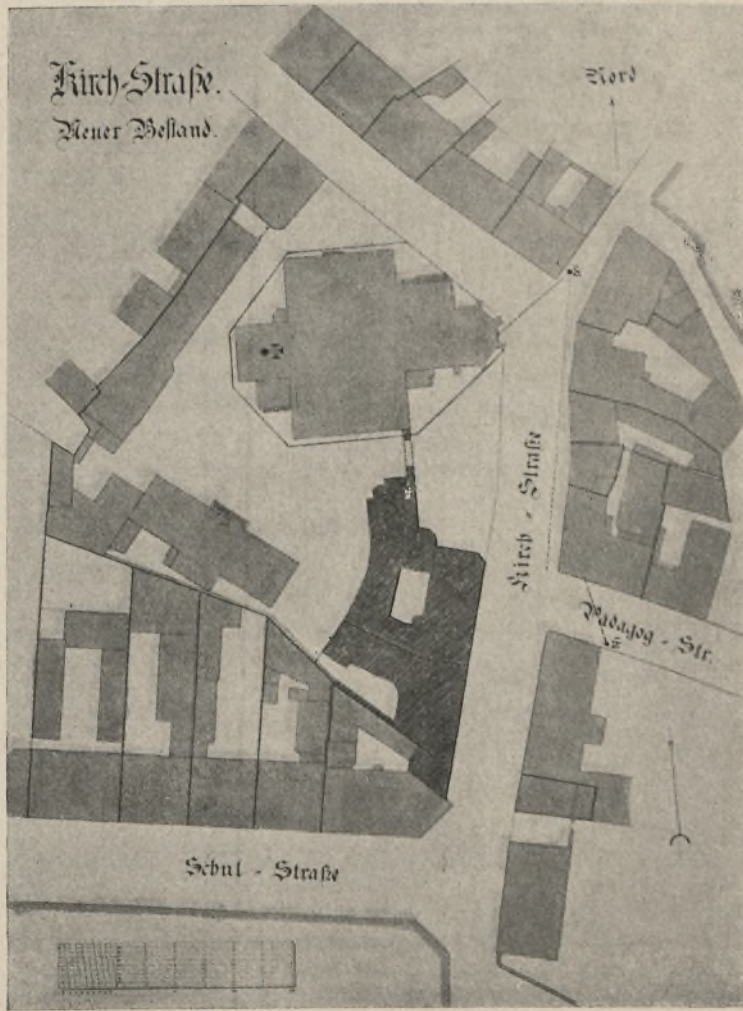 Kirch-Straße.
Neuer Bestand.
Nord
Kirch - Straße
Pädagog - Str.
Schul - Straße